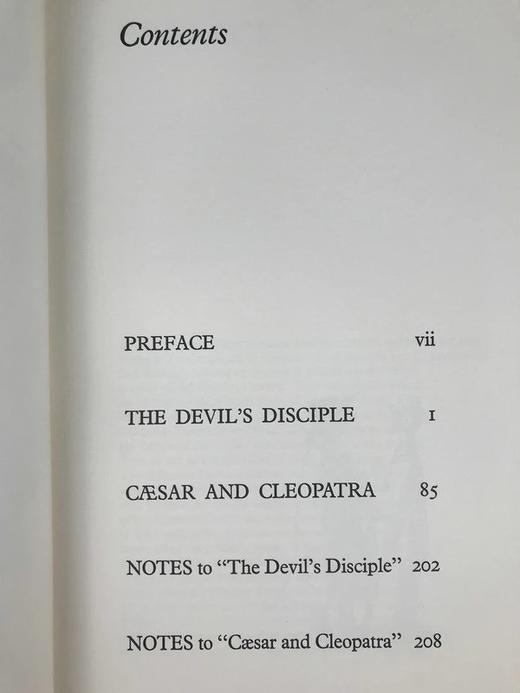 Contents
PREFACE vii
THE DEVIL’S DISCIPLE 1
CÆSAR AND CLEOPATRA 85
NOTES to “The Devil’s Disciple” 202
NOTES to “Cæsar and Cleopatra” 208